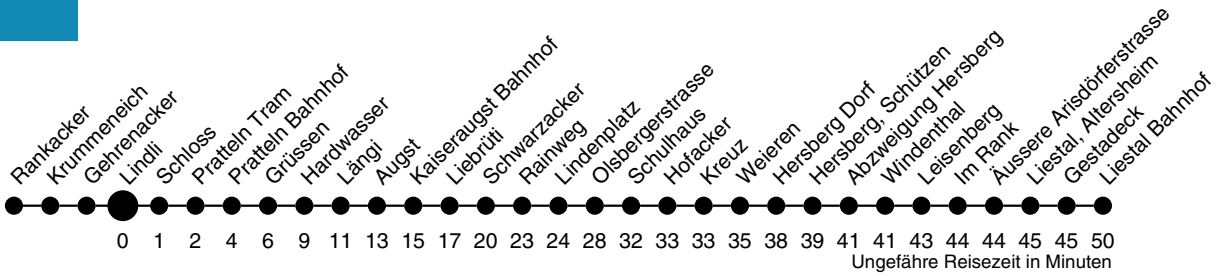 Rankacker
Krummeneich
Gehrenacker
Lindli
Schloss
Pratteln Tram
Pratteln Bahnhof
Grüssen
Hardwasser
Längi
Augst
Kaiseraugst Bahnhof
Liebrüti
Schwarzacker
Rainweg
Lindenplatz
Olsbergerstrasse
Schulhaus
Hofacker
Kreuz
Weieren
Hersberg Dorf
Hersberg, Schützen
Abzweigung Hersberg
Windenthal
Leisenberg
Im Rank
Äussere Arisdörferstrasse
Liestal, Altersheim
Gestadeck
Liestal Bahnhof
0 1 2 4 6 9 11 13 15 17 20 23 24 28 32 33 33 35 38 39 41 41 43 44 44 45 45 50
Ungefähre Reisezeit in Minuten